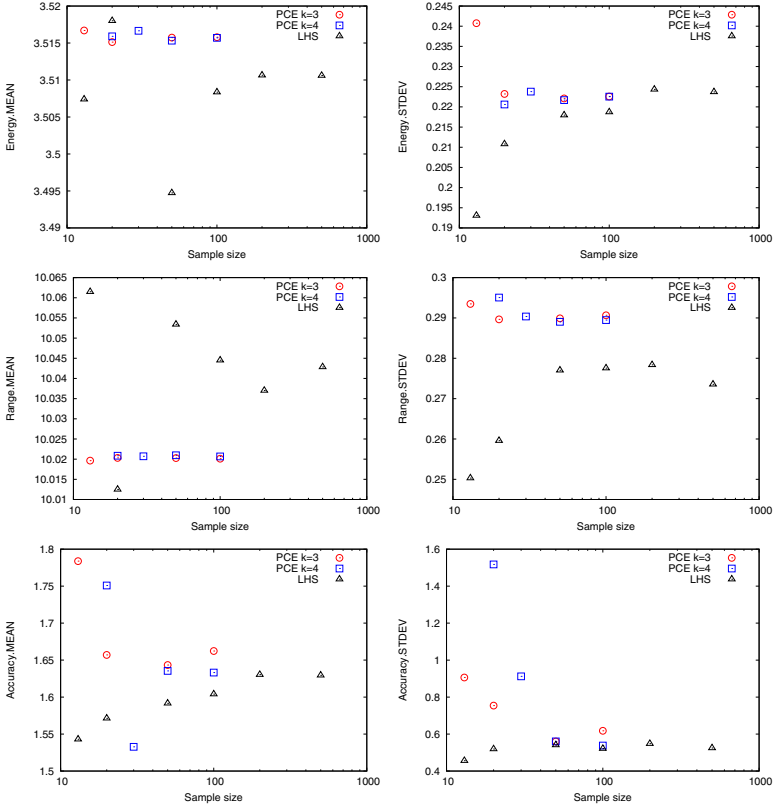 Energy.MEAN
3.52
3.515
3.51
3.505
3.5
3.495
3.49
10
100
1000
Sample size
PCE k=3
PCE k=4
LHS
Energy.STDEV
0.245
0.24
0.235
0.23
0.225
0.22
0.215
0.21
0.205
0.2
0.195
0.19
10
100
1000
Sample size
PCE k=3
PCE k=4
LHS
Range.MEAN
10.065
10.06
10.055
10.05
10.045
10.04
10.035
10.03
10.025
10.02
10.015
10.01
10
100
1000
Sample size
PCE k=3
PCE k=4
LHS
Range.STDEV
0.3
0.29
0.28
0.27
0.26
0.25
10
100
1000
Sample size
PCE k=3
PCE k=4
LHS
Accuracy.MEAN
1.8
1.75
1.7
1.65
1.6
1.55
1.5
10
100
1000
Sample size
PCE k=3
PCE k=4
LHS
Accuracy.STDEV
1.6
1.4
1.2
1
0.8
0.6
0.4
10
100
1000
Sample size
PCE k=3
PCE k=4
LHS